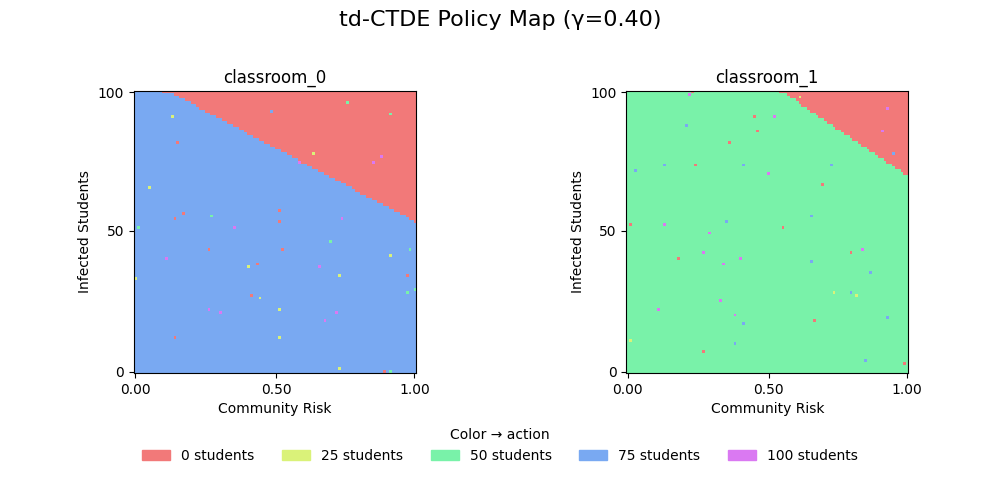 td-CTDE Policy Map (γ=0.40)
classroom_0
classroom_1
100
50
0
Infected Students
0.00 0.50 1.00
Community Risk
100
50
0
Infected Students
0.00 0.50 1.00
Community Risk
Color → action
0 students 25 students 50 students 75 students 100 students